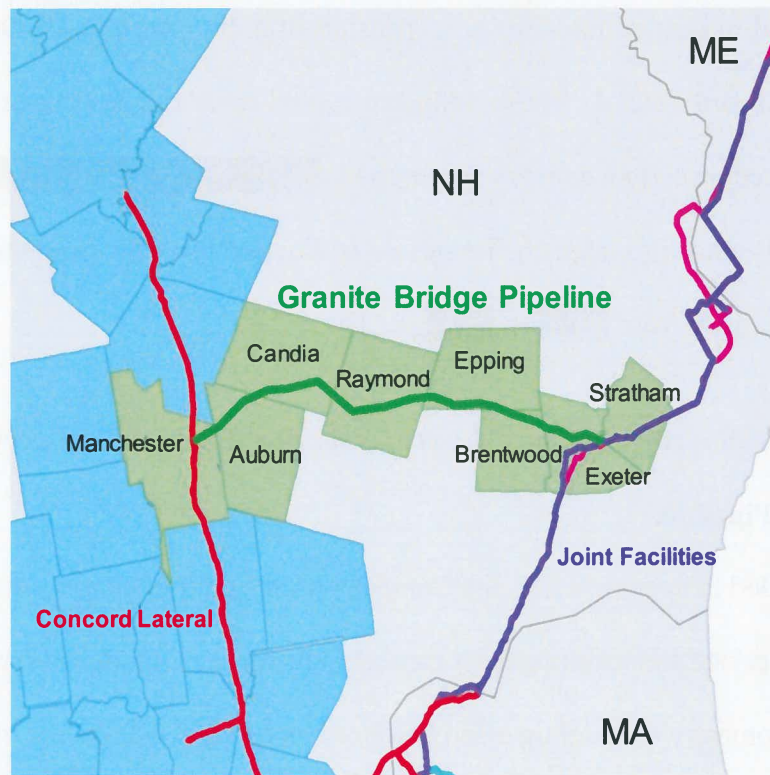 ME
NH
Granite Bridge Pipeline
Candia
Raymond
Epping
Stratham
Manchester
Auburn
Brentwood
Exeter
Joint Facilities
Concord Lateral
MA